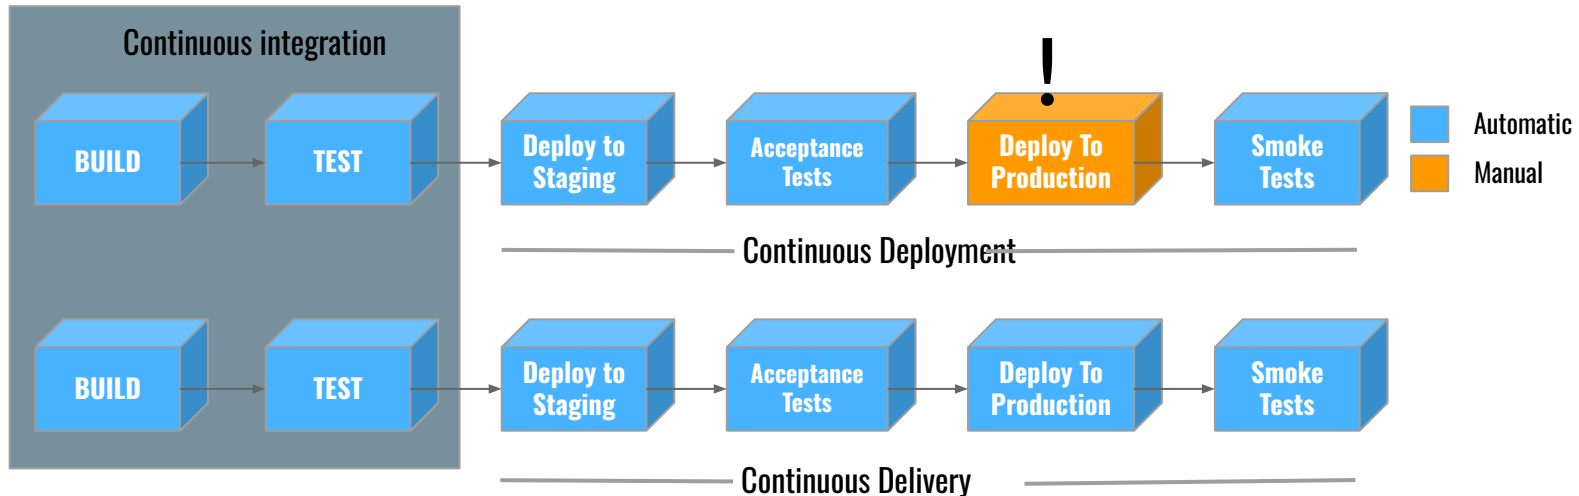 Continuous integration
!
BUILD
TEST
Deploy to
Staging
Acceptance
Tests
Deploy To
Production
Smoke
Tests
Automatic
Manual
Continuous Deployment
BUILD
TEST
Deploy to
Staging
Acceptance
Tests
Deploy To
Production
Smoke
Tests
Continuous Delivery